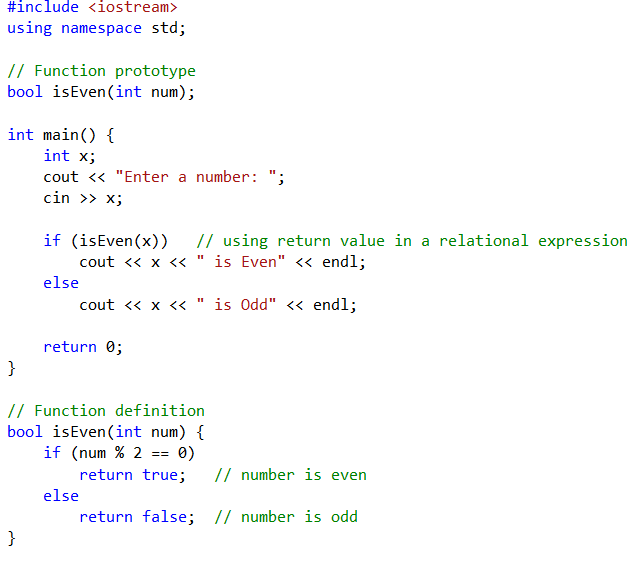 #include <iostream>
using namespace std;

// Function prototype
bool isEven(int num);

int main() {
    int x;
    cout << "Enter a number: ";
    cin >> x;

    if (isEven(x))   // using return value in a relational expression
        cout << x << " is Even" << endl;
    else
        cout << x << " is Odd" << endl;

    return 0;
}

// Function definition
bool isEven(int num) {
    if (num % 2 == 0)
        return true;   // number is even
    else
        return false;  // number is odd
}